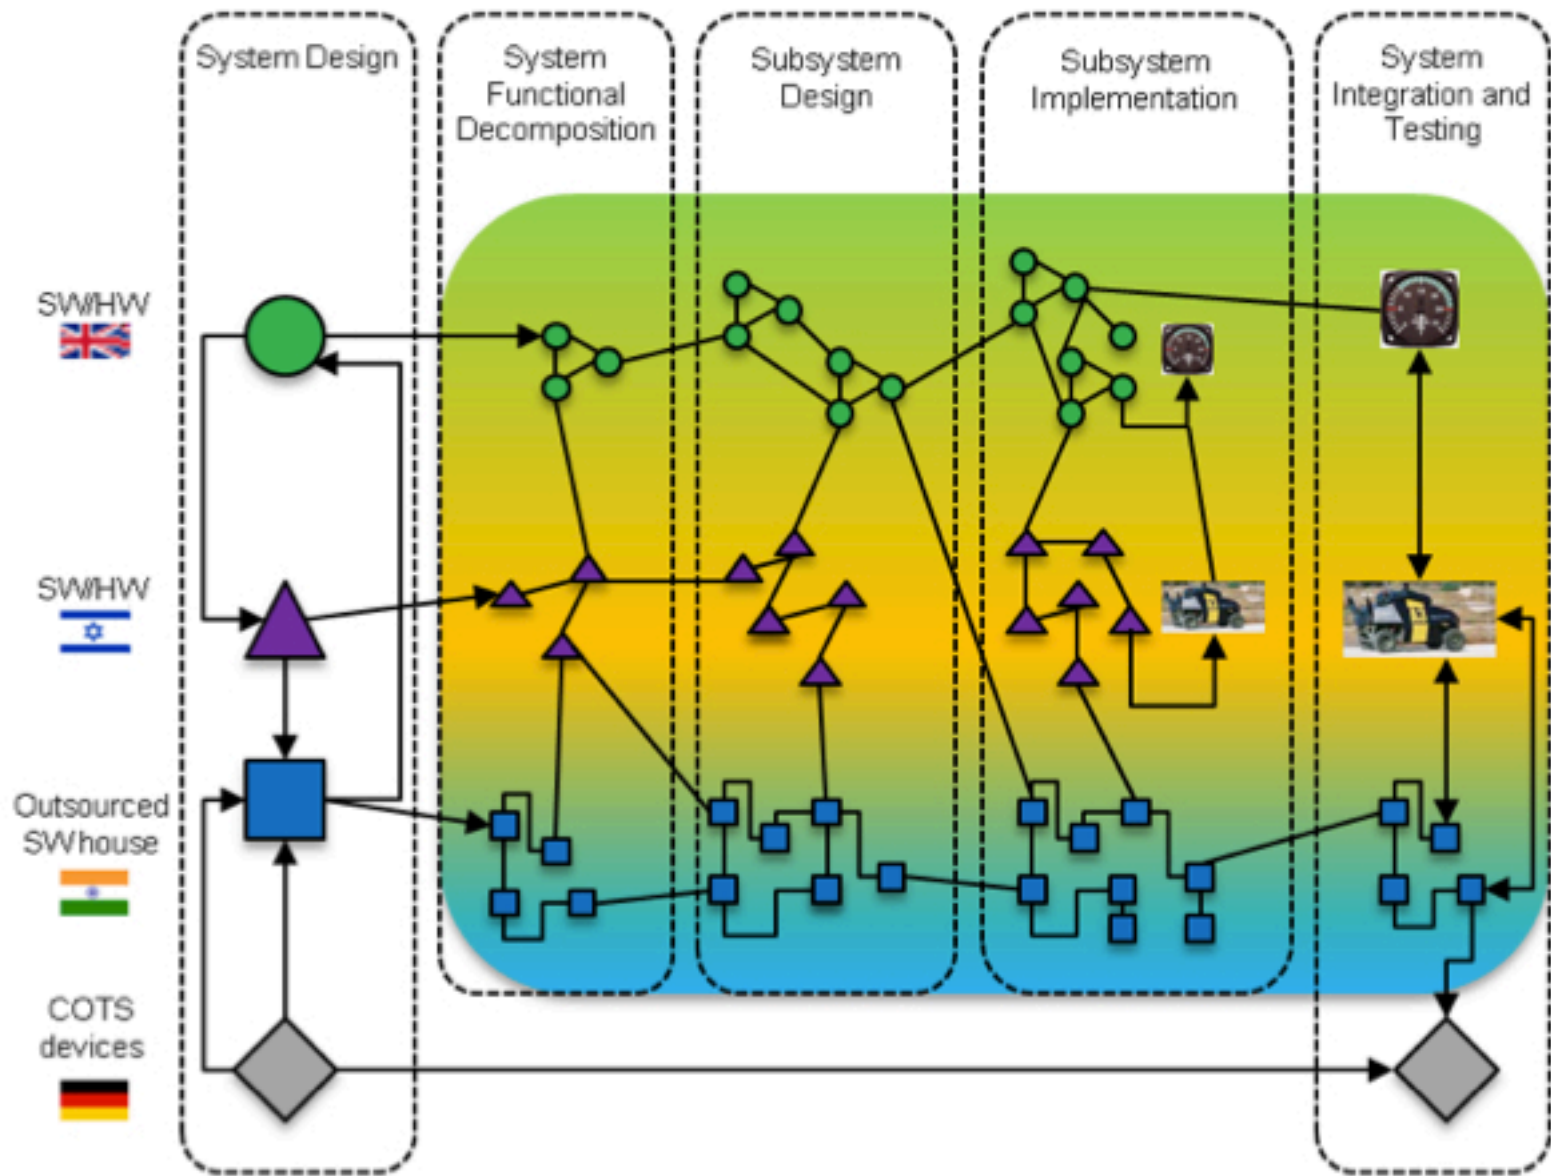 System Design
System
Functional
Decomposition
Subsystem
Design
Subsystem
Implementation
System
Integration and
Testing
SW/HW
SW/HW
Outsourced
SW house
COTS
devices